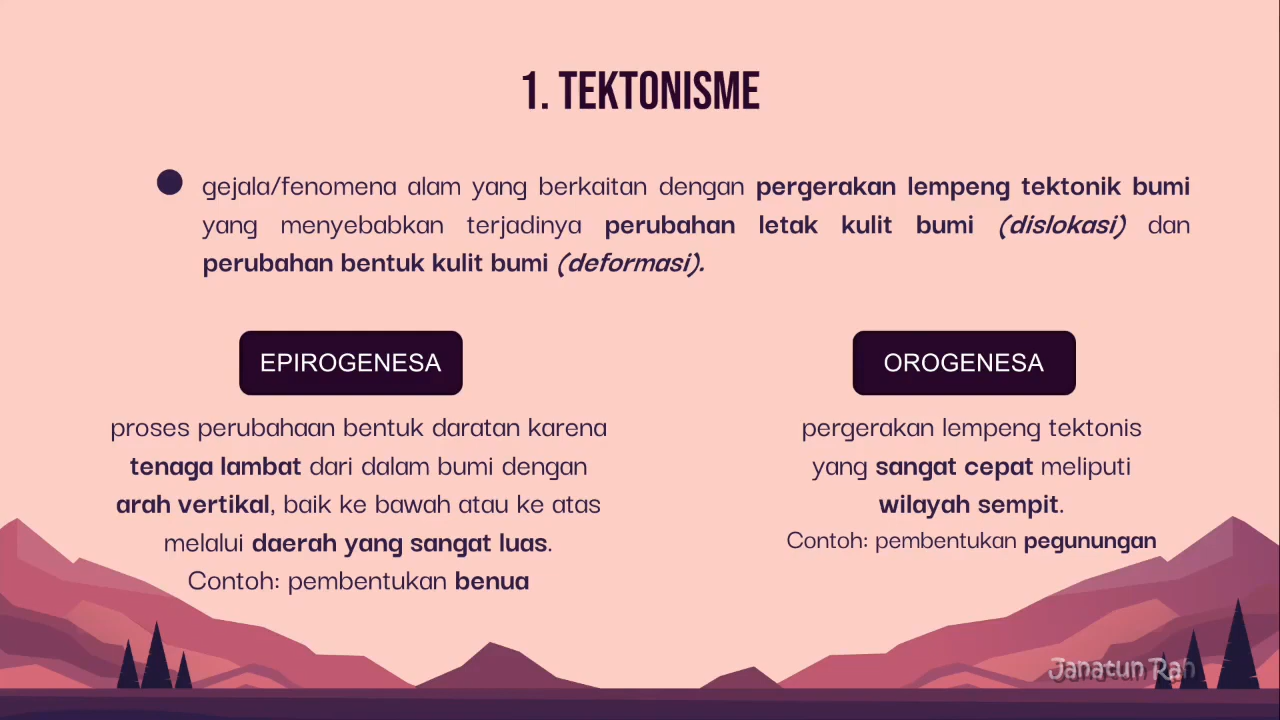 1. TEKTONISME
gejala/fenomena alam yang berkaitan dengan pergerakan lempeng tektonik bumi
yang menyebabkan terjadinya perubahan letak kulit bumi (dislokasi) dan
perubahan bentuk kulit bumi (deformasi).
EPIROGENESA
proses perubahaan bentuk daratan karena
tenaga lambat dari dalam bumi dengan
arah vertikal, baik ke bawah atau ke atas
melalui daerah yang sangat luas.
Contoh: pembentukan benua
OROGENESA
pergerakan lempeng tektonis
yang sangat cepat meliputi
wilayah sempit.
Contoh: pembentukan pegunungan
Janatun Rah